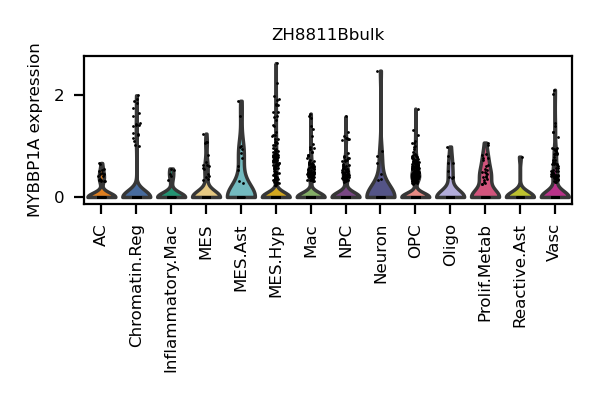 ZH8811Bbulk
MYBBP1A expression
2
0
AC
Chromatin.Reg
Inflammatory.Mac
MES
MES.Ast
MES.Hyp
Mac
NPC
Neuron
OPC
Oligo
Prolif.Metab
Reactive.Ast
Vasc